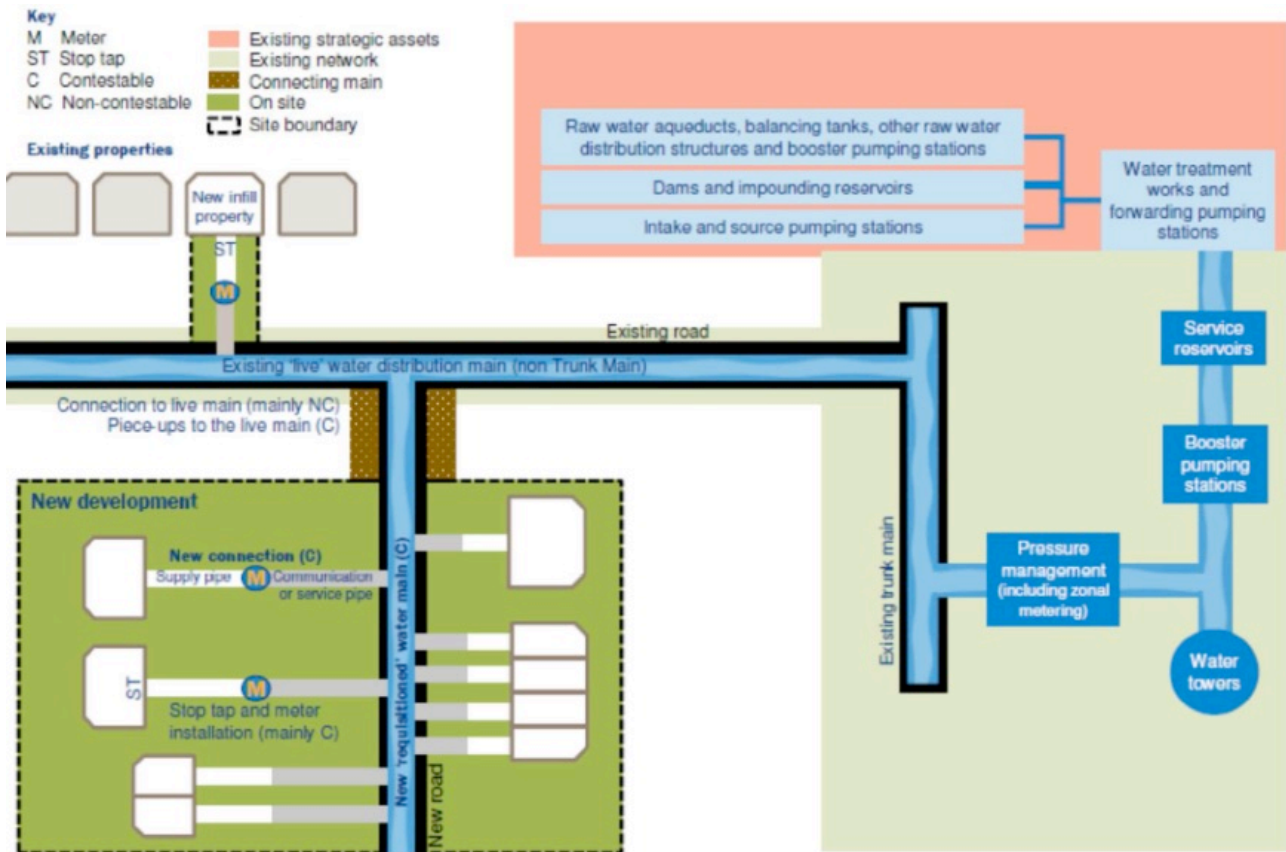 Key
M Meter
ST Stop tap
C Contestable
NC Non-contestable
Existing strategic assets
Existing network
Connecting main
On site
Site boundary
Existing properties
New infill
property
ST
M
Raw water aqueducts, balancing tanks, other raw water
distribution structures and booster pumping stations
Dams and impounding reservoirs
Intake and source pumping stations
Water treatment
works and
forwarding pumping
stations
Existing road
Existing 'live' water distribution main (non Trunk Main)
Connection to live main (mainly NC)
Piece-ups to the live main (C)
Service
reservoirs
Booster
pumping
stations
Pressure
management
(including zonal
metering)
Water
towers
Existing trunk main
New development
New connection (C)
Supply pipe
M
Communication
or service pipe
ST
M
Stop tap and meter
installation (mainly C)
New 'requisitioned' water main (C)
New road